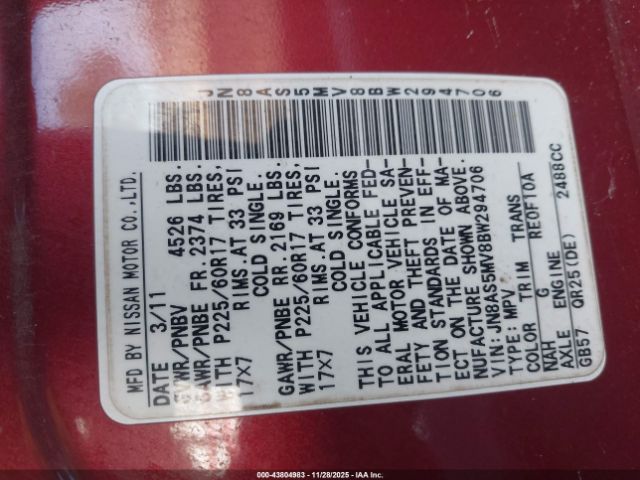 JN8AS5MV8BW294706
MFD BY NISSAN MOTOR CO.,LTD.
DATE 3/11
GVWR/PNBV 4526 LBS.
GAWR/PNBE FR. 2374 LBS.
WITH P225/60R17 TIRES,
17X7 RIMS.AT 33 PSI
COLD SINGLE.
GAWR/PNBE RR. 2169 LBS.
WITH P225/60R17 TIRES,
17X7 RIMS.AT 33 PSI
COLD SINGLE.
THIS VEHICLE CONFORMS
TO ALL APPLICABLE FED-
ERAL MOTOR VEHICLE SA-
FETY AND THEFT PREVEN-
TION STANDARDS IN EFF-
ECT ON THE DATE OF MA-
NUFACTURE SHOWN ABOVE.
VIN:JN8AS5MV8BW294706
TYPE: MPV
COLOR TRIM TRANS
NAH G RE0F10A
AXLE ENGINE
GB57 QR25(DE) 2488CC
000-43804983 - 11/28/2025 - IAAI.COM